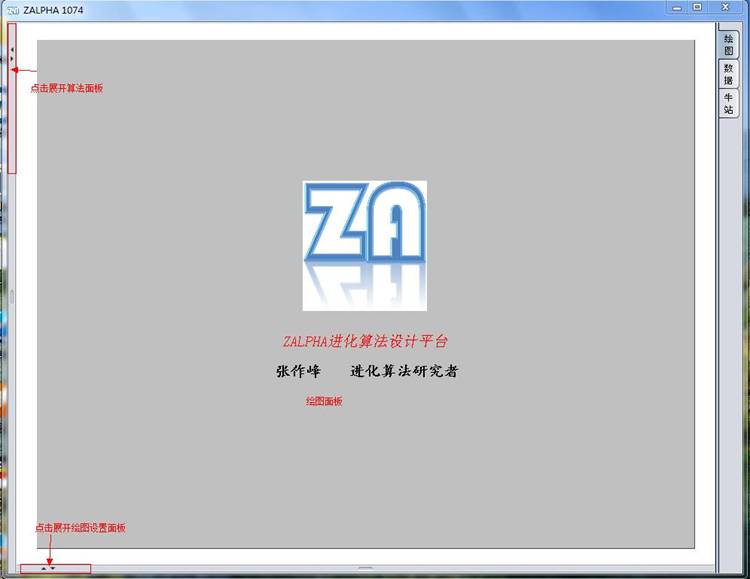 ZALPHA 1074
绘图
数据
牛站
点击展开算法面板
ZA
ZALPHA进化算法设计平台
张作峰 进化算法研究者
绘图面板
点击展开绘图设置面板